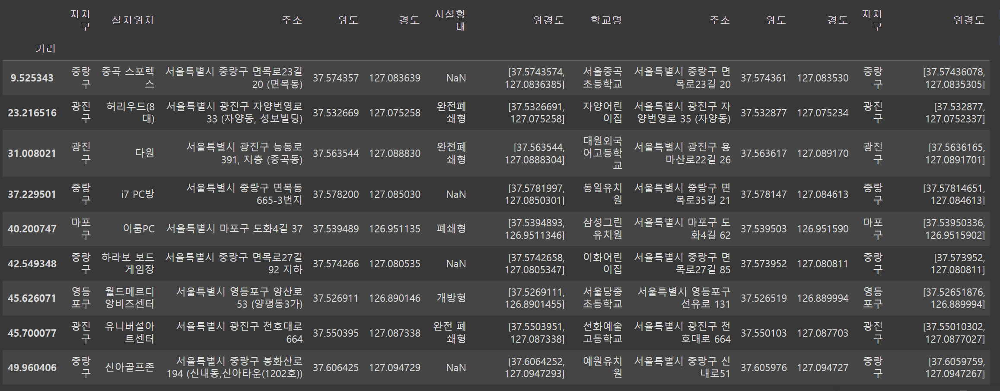 자치구 설치위치 주소 위도 경도 시설형태 위경도 학교명 주소 위도 경도 자치구 위경도
거리
9.525343 중랑구 중곡 스포렉스 서울특별시 중랑구 면목로23길 20 (면목동) 37.574357 127.083639 NaN [37.5743574, 127.0836385] 서울중곡초등학교 서울특별시 중랑구 면목로23길 20 37.574361 127.083530 중랑구 [37.57436078, 127.0835305]
23.216516 광진구 허리우드(8대) 서울특별시 광진구 자양번영로 33 (자양동, 성보빌딩) 37.532669 127.075258 완전폐쇄형 [37.5326691, 127.075258] 자양어린이집 서울특별시 광진구 자양번영로 35 (자양동) 37.532877 127.075234 광진구 [37.532877, 127.0752337]
31.008021 광진구 다원 서울특별시 광진구 능동로 391, 지층 (중곡동) 37.563544 127.088830 완전폐쇄형 [37.563544, 127.0888304] 대원외국어고등학교 서울특별시 광진구 용마산로22길 26 37.563617 127.089170 광진구 [37.5636165, 127.0891701]
37.229501 중랑구 i7 PC방 서울특별시 중랑구 면목동 665-3번지 37.578200 127.085030 NaN [37.5781997, 127.0850301] 동일유치원 서울특별시 중랑구 면목로35길 21 37.578147 127.084613 중랑구 [37.57814651, 127.084613]
40.200747 마포구 이룸PC 서울특별시 마포구 도화4길 37 37.539489 126.951135 폐쇄형 [37.5394893, 126.9511346] 삼성그린유치원 서울특별시 마포구 도화4길 62 37.539503 126.951590 마포구 [37.53950336, 126.9515902]
42.549348 중랑구 하라보 보드게임장 서울특별시 중랑구 면목로27길 92 지하 37.574266 127.080535 NaN [37.5742658, 127.0805347] 이화어린이집 서울특별시 중랑구 면목로27길 85 37.573952 127.080811 중랑구 [37.573952, 127.080811]
45.626071 영등포구 월드메르디앙비즈센터 서울특별시 영등포구 양산로 53 (양평동3가) 37.526911 126.890146 개방형 [37.5269111, 126.8901455] 서울당중초등학교 서울특별시 영등포구 선유로 131 37.526519 126.889994 영등포구 [37.52651876, 126.889994]
45.700077 광진구 유니버설아트센터 서울특별시 광진구 천호대로 664 37.550395 127.087338 완전 폐쇄형 [37.5503951, 127.087338] 선화예술고등학교 서울특별시 광진구 천호대로 664 37.550103 127.087703 광진구 [37.55010302, 127.0877027]
49.960406 중랑구 신아골프존 서울특별시 중랑구 봉화산로 194 (신내동,신아타운(1202호)) 37.606425 127.094729 NaN [37.6064252, 127.0947293] 예원유치원 서울특별시 중랑구 신내로51 37.605976 127.094727 중랑구 [37.6059759, 127.0947267]